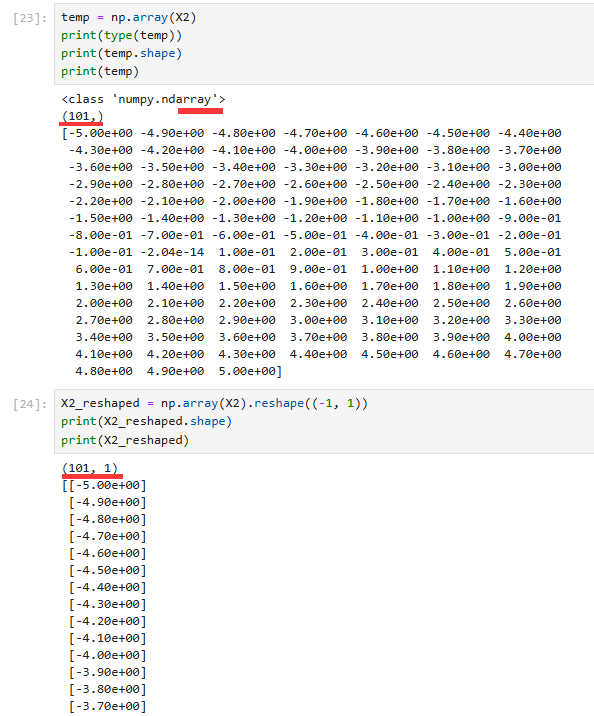 [23]: temp = np.array(X2)
print(type(temp))
print(temp.shape)
print(temp)
<class 'numpy.ndarray'>
(101,)
[-5.00e+00 -4.90e+00 -4.80e+00 -4.70e+00 -4.60e+00 -4.50e+00 -4.40e+00
 -4.30e+00 -4.20e+00 -4.10e+00 -4.00e+00 -3.90e+00 -3.80e+00 -3.70e+00
 -3.60e+00 -3.50e+00 -3.40e+00 -3.30e+00 -3.20e+00 -3.10e+00 -3.00e+00
 -2.90e+00 -2.80e+00 -2.70e+00 -2.60e+00 -2.50e+00 -2.40e+00 -2.30e+00
 -2.20e+00 -2.10e+00 -2.00e+00 -1.90e+00 -1.80e+00 -1.70e+00 -1.60e+00
 -1.50e+00 -1.40e+00 -1.30e+00 -1.20e+00 -1.10e+00 -1.00e+00 -9.00e-01
 -8.00e-01 -7.00e-01 -6.00e-01 -5.00e-01 -4.00e-01 -3.00e-01 -2.00e-01
 -1.00e-01 -2.04e-14  1.00e-01  2.00e-01  3.00e-01  4.00e-01  5.00e-01
  6.00e-01  7.00e-01  8.00e-01  9.00e-01  1.00e+00  1.10e+00  1.20e+00
  1.30e+00  1.40e+00  1.50e+00  1.60e+00  1.70e+00  1.80e+00  1.90e+00
  2.00e+00  2.10e+00  2.20e+00  2.30e+00  2.40e+00  2.50e+00  2.60e+00
  2.70e+00  2.80e+00  2.90e+00  3.00e+00  3.10e+00  3.20e+00  3.30e+00
  3.40e+00  3.50e+00  3.60e+00  3.70e+00  3.80e+00  3.90e+00  4.00e+00
  4.10e+00  4.20e+00  4.30e+00  4.40e+00  4.50e+00  4.60e+00  4.70e+00
  4.80e+00  4.90e+00  5.00e+00]
[24]: X2_reshaped = np.array(X2).reshape((-1, 1))
print(X2_reshaped.shape)
print(X2_reshaped)
(101, 1)
[[-5.00e+00]
 [-4.90e+00]
 [-4.80e+00]
 [-4.70e+00]
 [-4.60e+00]
 [-4.50e+00]
 [-4.40e+00]
 [-4.30e+00]
 [-4.20e+00]
 [-4.10e+00]
 [-4.00e+00]
 [-3.90e+00]
 [-3.80e+00]
 [-3.70e+00]